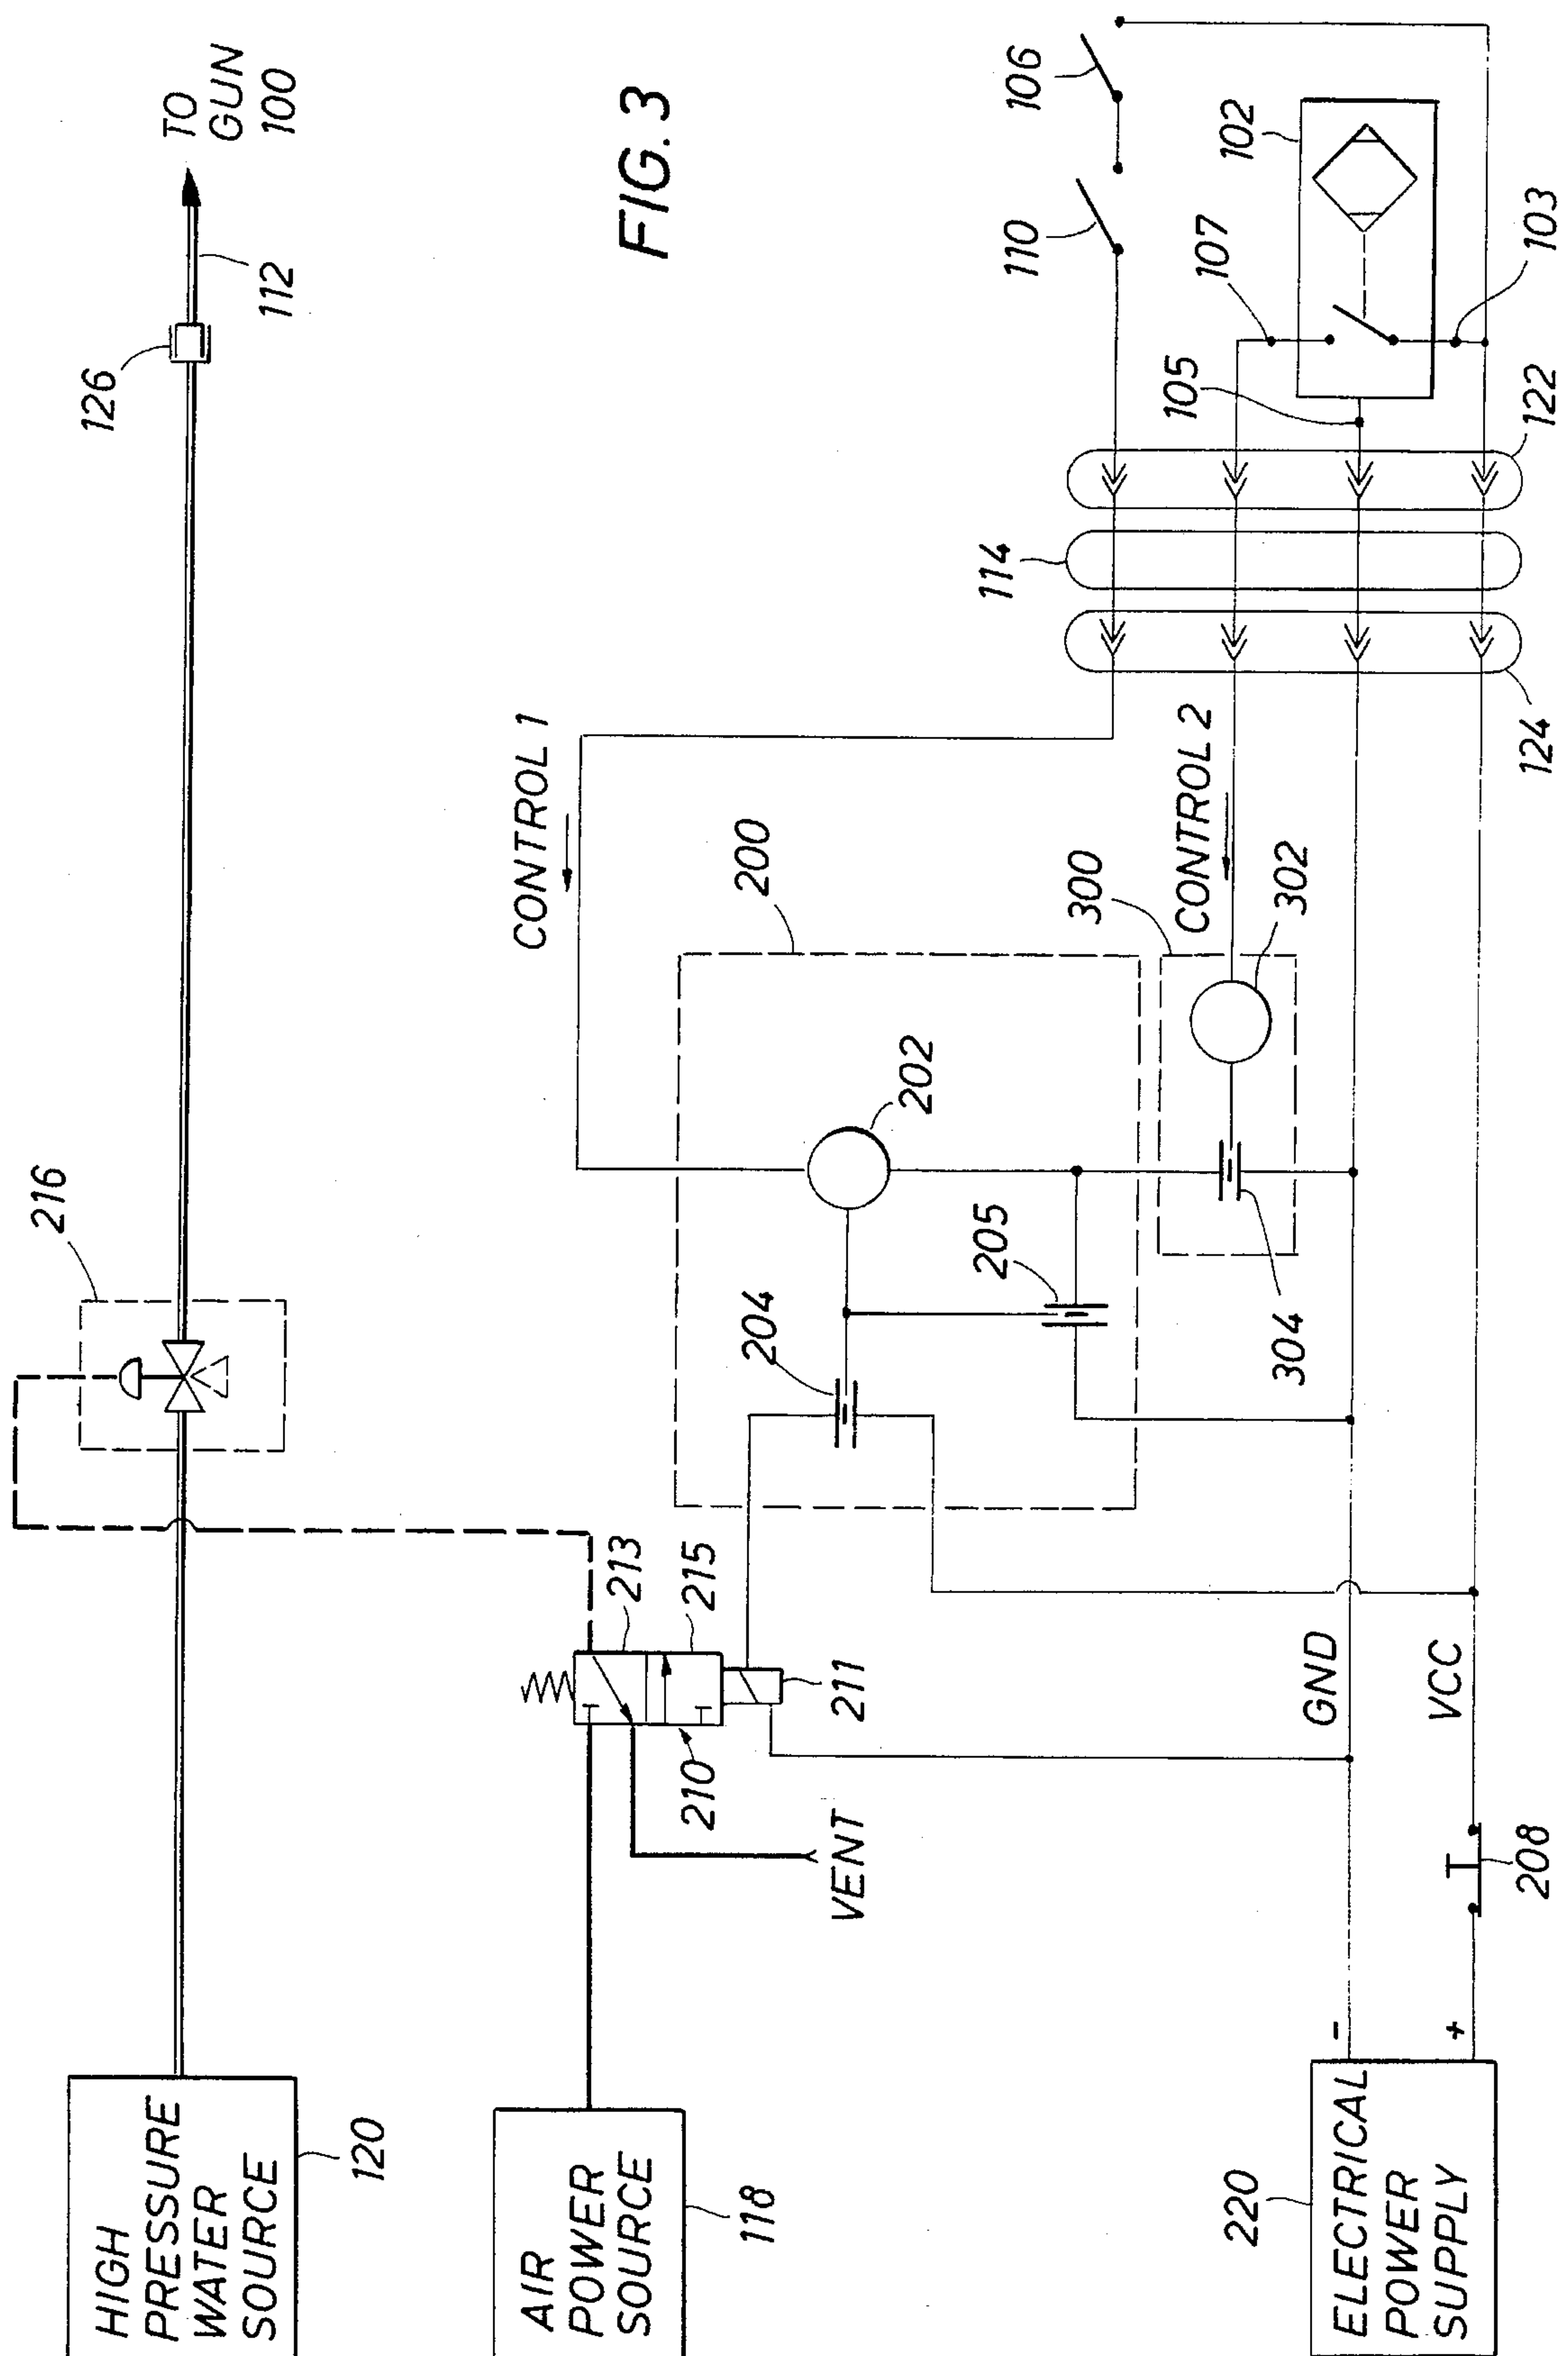 FIG. 3
HIGH
PRESSURE
WATER
SOURCE
120
216
126
112
TO
GUN
100
AIR
POWER
SOURCE
118
VENT
210
213
215
211
CONTROL 1
200
202
204
205
CONTROL 2
300
302
304
114
124
122
110
106
107
105
102
103
ELECTRICAL
POWER
SUPPLY
220
-
+
GND
VCC
208